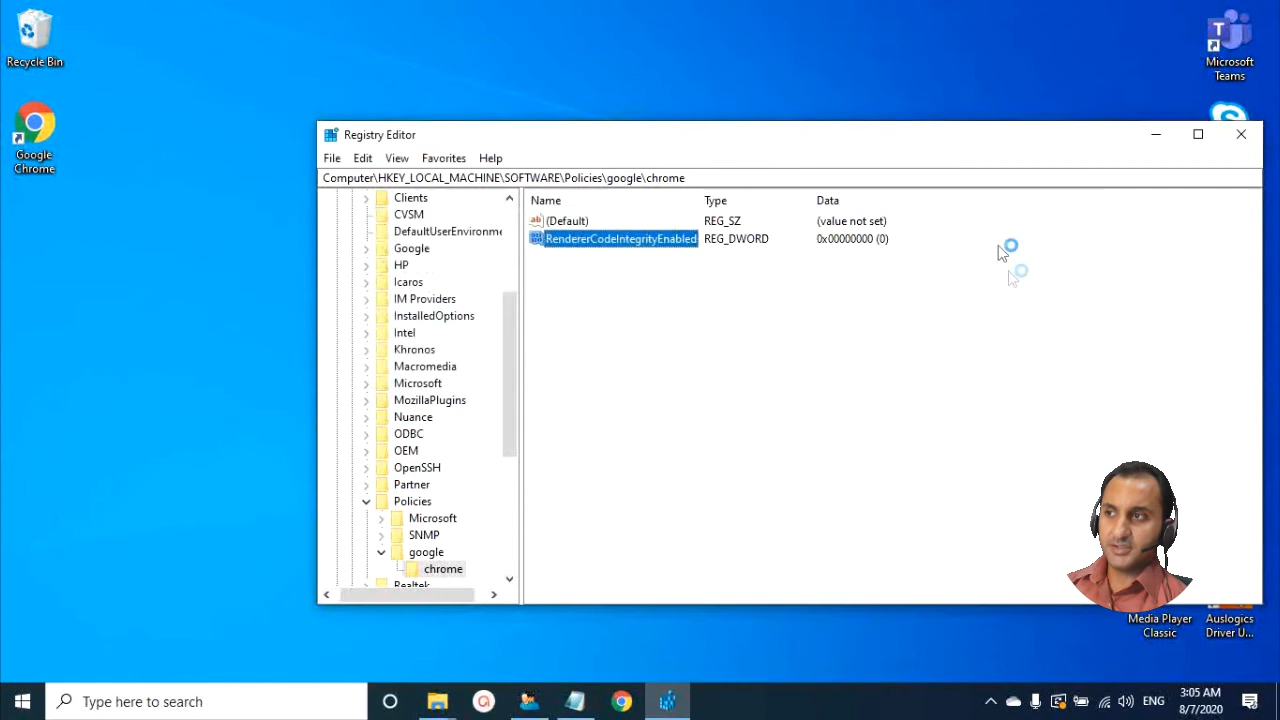 Recycle Bin
Google
Chrome
Microsoft
Teams
Registry Editor
File Edit View Favorites Help
Computer\HKEY_LOCAL_MACHINE\SOFTWARE\Policies\google\chrome
Clients
CVSM
DefaultUserEnvironme
Google
HP
Icaros
IM Providers
InstalledOptions
Intel
Khronos
Macromedia
Microsoft
MozillaPlugins
Nuance
ODBC
OEM
OpenSSH
Partner
Policies
Microsoft
SNMP
google
chrome
Realtek
Name Type Data
(Default) REG_SZ (value not set)
RendererCodeIntegrityEnabled REG_DWORD 0x00000000 (0)
Media Player
Classic
Auslogics
Driver U...
Type here to search
ENG
3:05 AM
8/7/2020